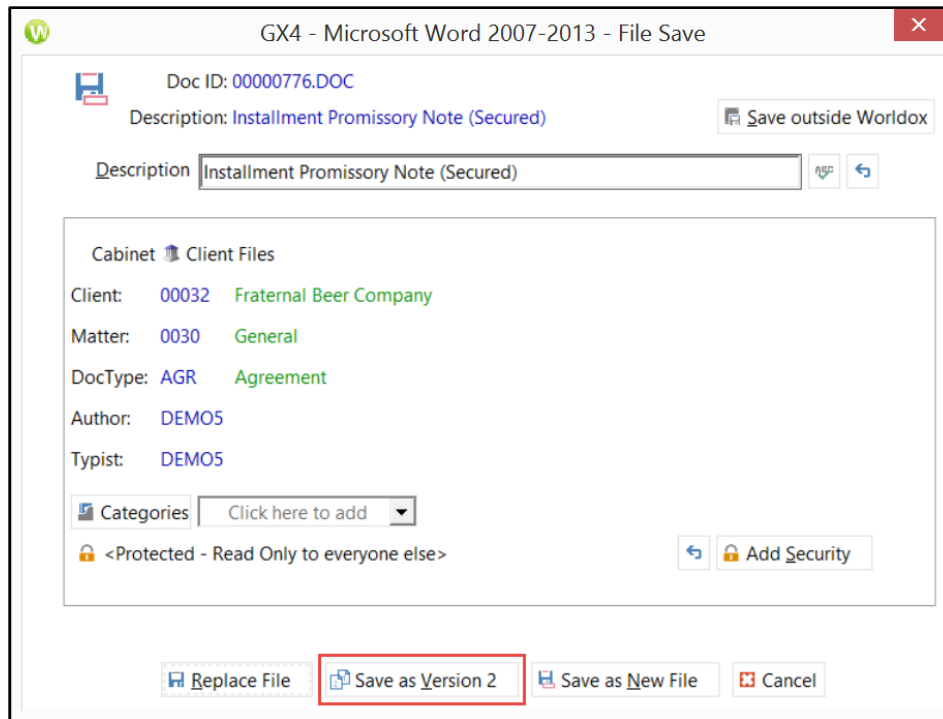 GX4 - Microsoft Word 2007-2013 - File Save
Doc ID: 00000776.DOC
Description: Installment Promissory Note (Secured)
Save outside Worldox
Description Installment Promissory Note (Secured)
Cabinet Client Files
Client: 00032 Fraternal Beer Company
Matter: 0030 General
DocType: AGR Agreement
Author: DEMO5
Typist: DEMO5
Categories Click here to add
<Protected - Read Only to everyone else> Add Security
Replace File Save as Version 2 Save as New File Cancel